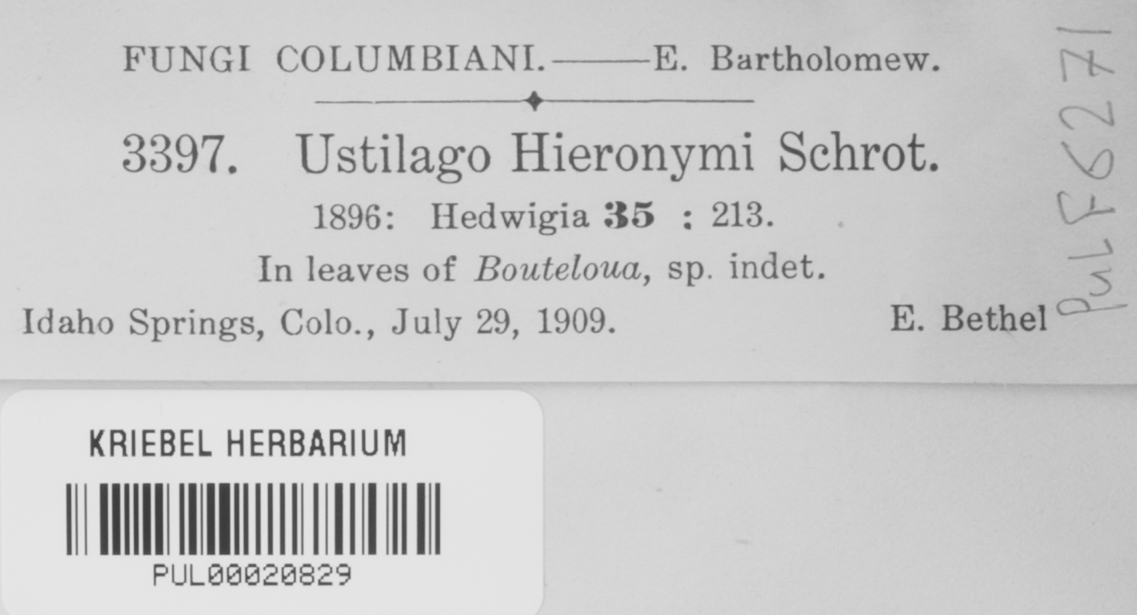 FUNGI COLUMBIANI.——E. Bartholomew.
3397. Ustilago Hieronymi Schrot.
1896: Hedwigia 35 : 213.
In leaves of Bouteloua, sp. indet.
Idaho Springs, Colo., July 29, 1909. E. Bethel
PUL F6271
KRIEBEL HERBARIUM
PUL00020829